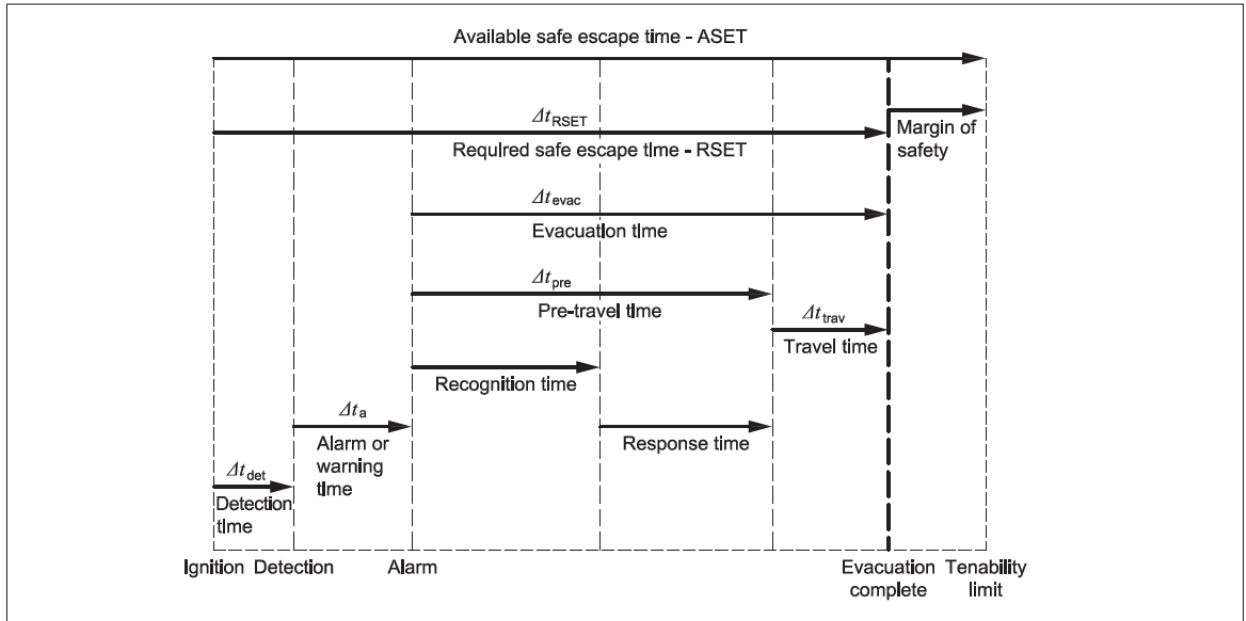 Available safe escape time - ASET
Δt_RSET
Required safe escape time - RSET
Margin of
safety
Δt_evac
Evacuation time
Δt_pre
Pre-travel time
Δt_trav
Travel time
Recognition time
Δt_a
Alarm or
warning
time
Response time
Δt_det
Detection
time
Ignition Detection Alarm Evacuation Tenability
complete limit